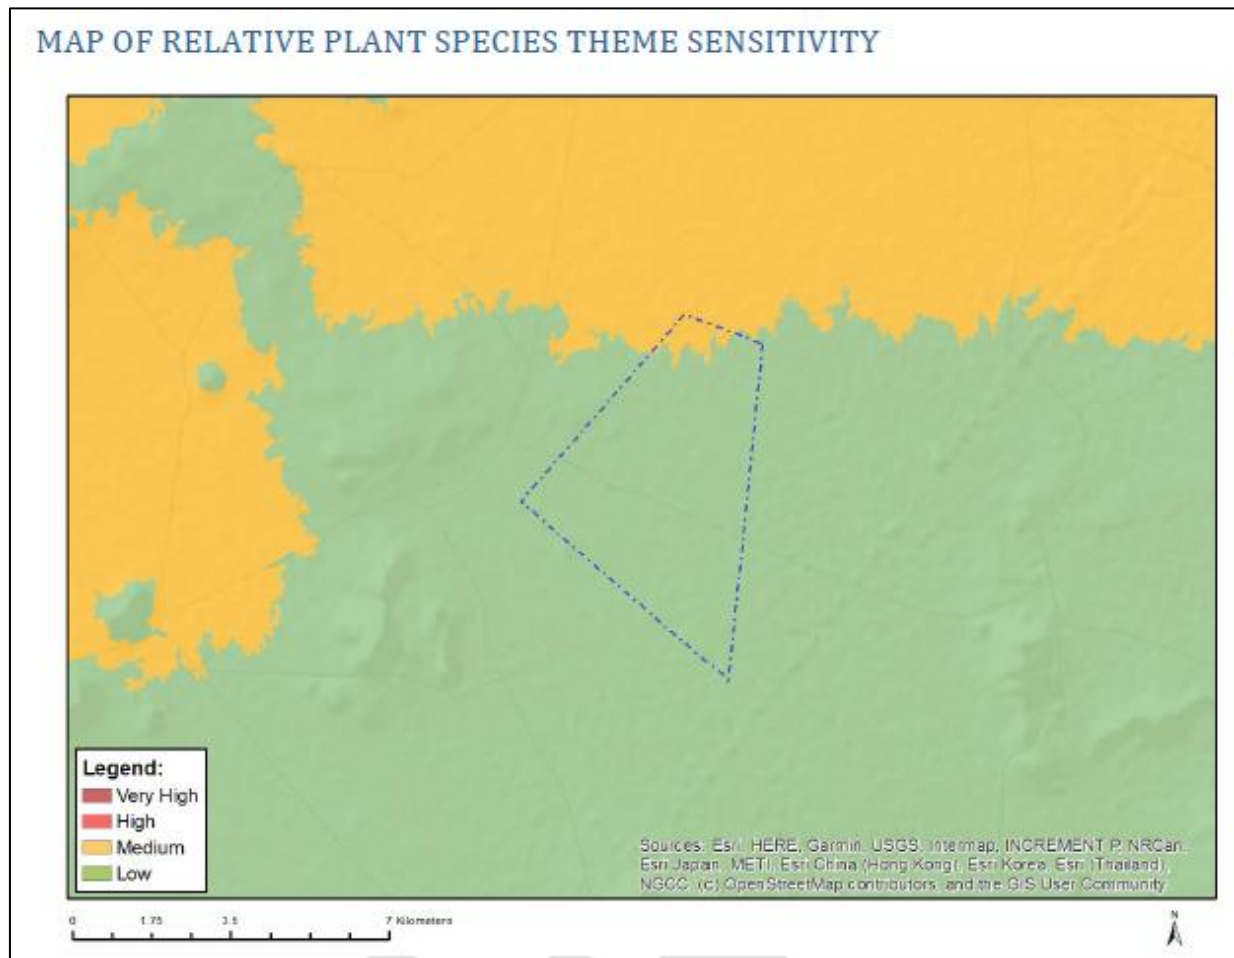 MAP OF RELATIVE PLANT SPECIES THEME SENSITIVITY
Legend:
Very High
High
Medium
Low
Sources: Esri, HERE, Garmin, USGS, Intermap, INCREMENT P, NRCan,
Esri Japan, METI, Esri China (Hong Kong), Esri Korea, Esri (Thailand),
NGCC, (c) OpenStreetMap contributors, and the GIS User Community
0 1.75 3.5 7 Kilometers
N